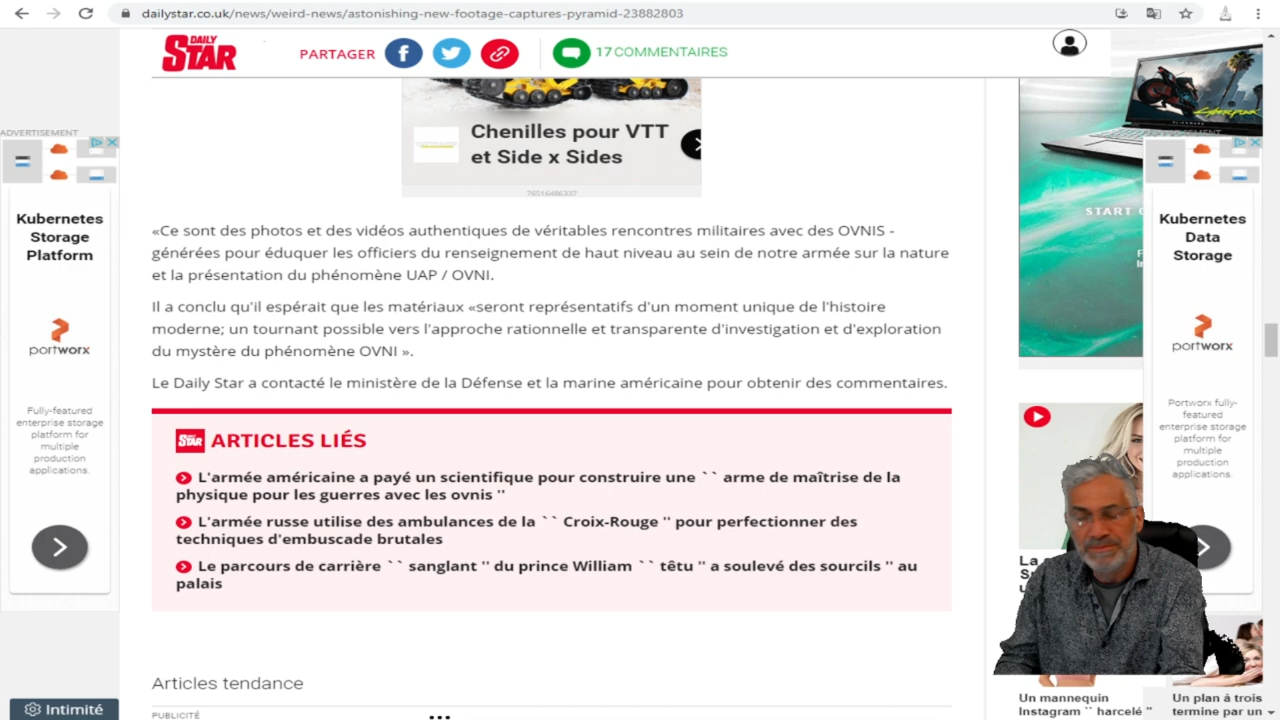 dailystar.co.uk/news/weird-news/astonishing-new-footage-captures-pyramid-23882803
DAILY
STAR
PARTAGER
17 COMMENTAIRES
ADVERTISEMENT
Kubernetes
Storage
Platform
portworx
Fully-featured
enterprise storage
platform for
multiple
production
applications.
Intimité
Chenilles pour VTT
et Side x Sides
76516486337
«Ce sont des photos et des vidéos authentiques de véritables rencontres militaires avec des OVNIS -
générées pour éduquer les officiers du renseignement de haut niveau au sein de notre armée sur la nature
et la présentation du phénomène UAP / OVNI.
Il a conclu qu'il espérait que les matériaux «seront représentatifs d'un moment unique de l'histoire
moderne; un tournant possible vers l'approche rationnelle et transparente d'investigation et d'exploration
du mystère du phénomène OVNI ».
Le Daily Star a contacté le ministère de la Défense et la marine américaine pour obtenir des commentaires.
STAR ARTICLES LIÉS
L'armée américaine a payé un scientifique pour construire une `` arme de maîtrise de la
physique pour les guerres avec les ovnis ''
L'armée russe utilise des ambulances de la `` Croix-Rouge '' pour perfectionner des
techniques d'embuscade brutales
Le parcours de carrière `` sanglant '' du prince William `` têtu '' a soulevé des sourcils '' au
palais
Articles tendance
PUBLICITÉ
CYBERPUNK
START
Kubernetes
Data
Storage
portworx
Portworx fully-
featured
enterprise storage
platform for
multiple
production
applications.
La
Un mannequin
Instagram `` harcelé ''
Un plan à trois
termine par un